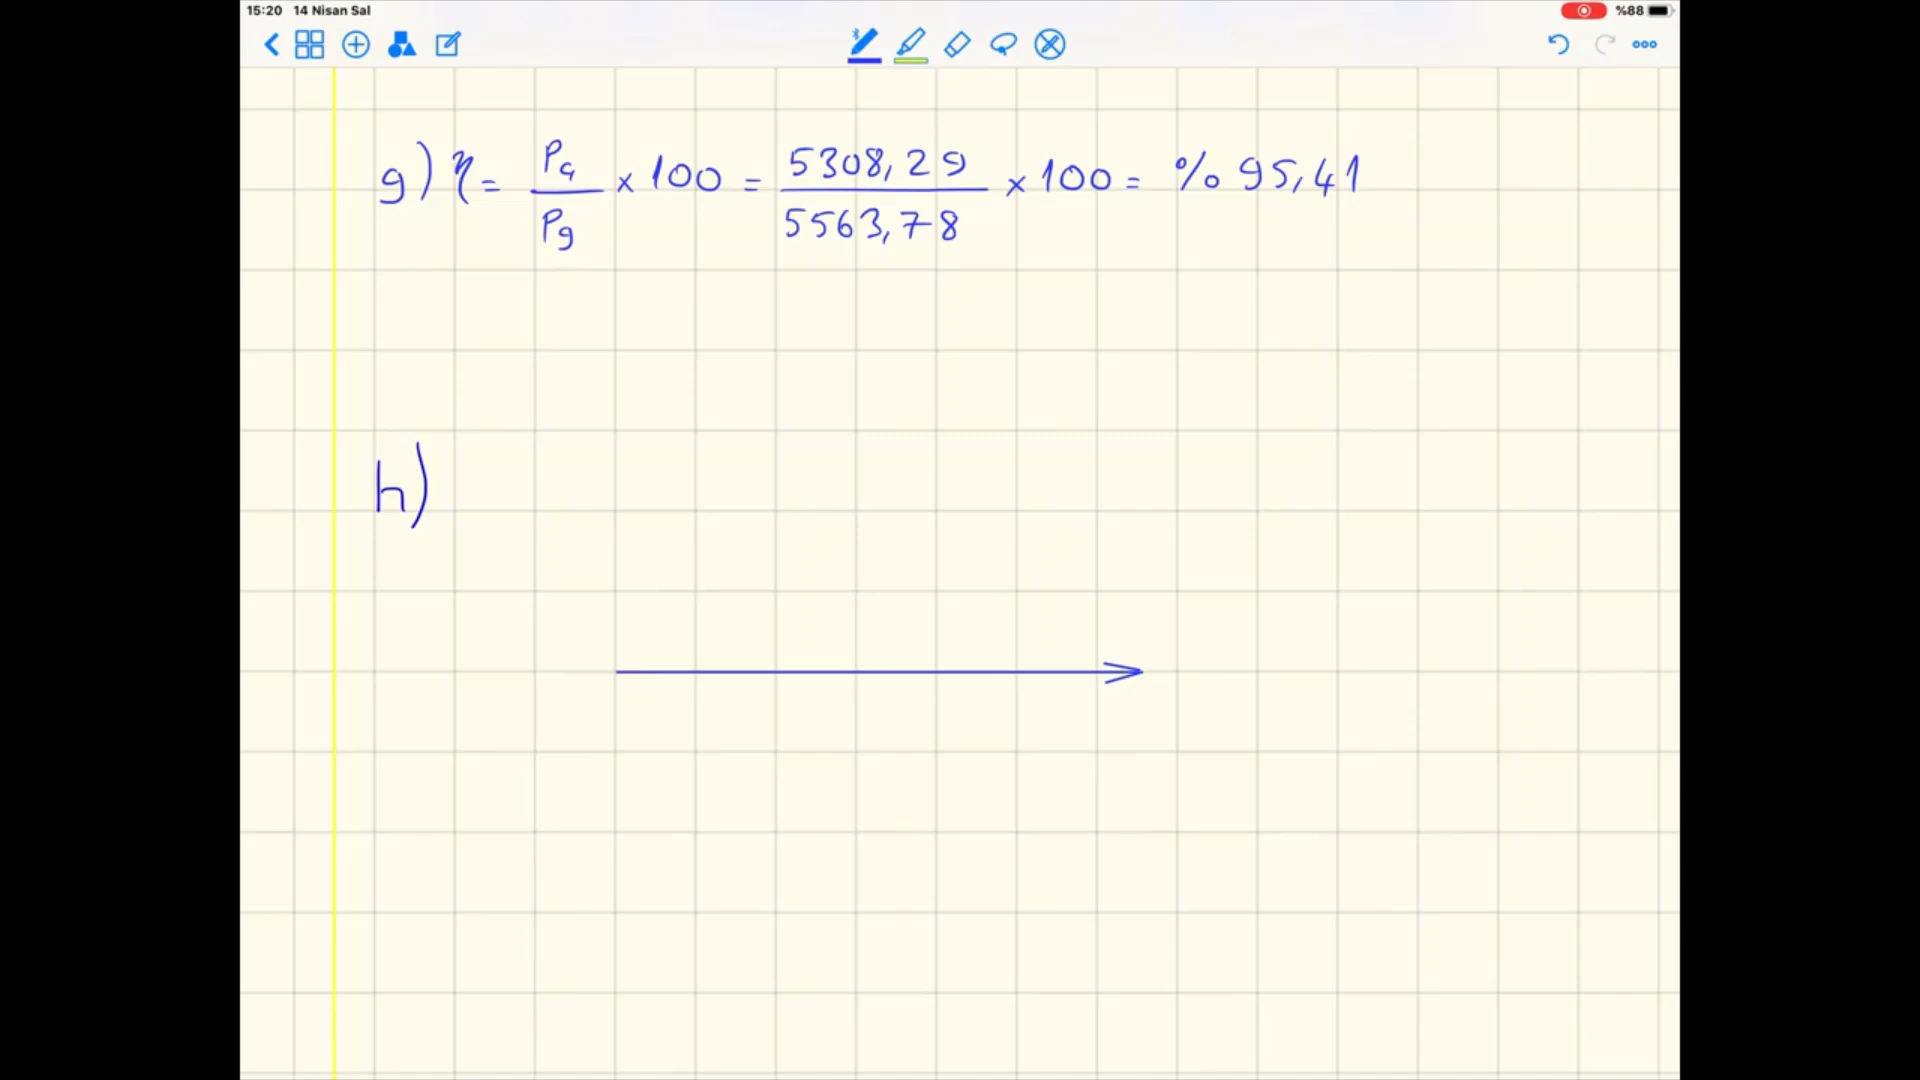 15:20 14 Nisan Sal %88
g) η = Pç / Pg × 100 = 5308,29 / 5563,78 × 100 = % 95,41
h)